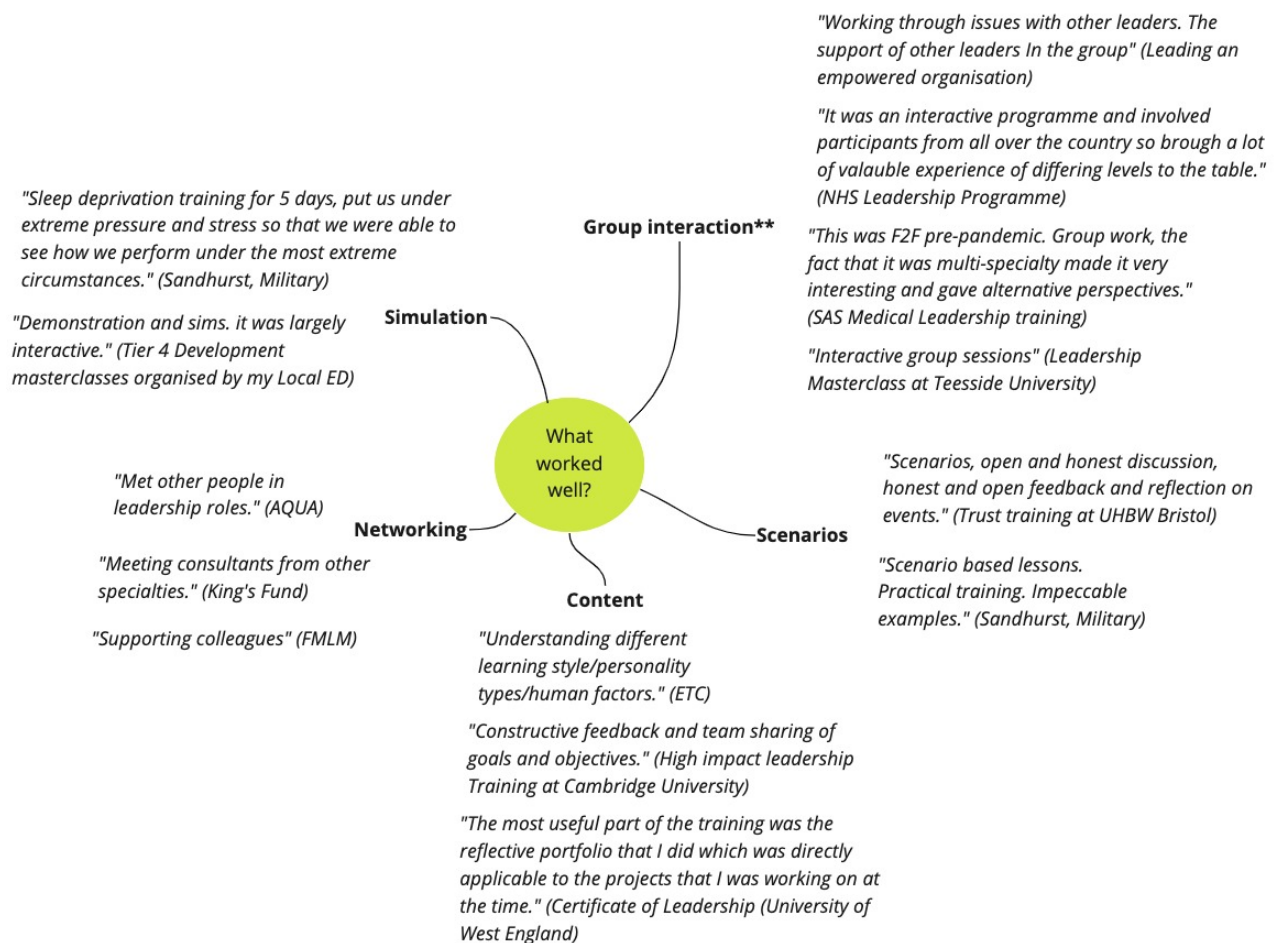 What
worked
well?
Group interaction**
"Working through issues with other leaders. The
support of other leaders In the group" (Leading an
empowered organisation)
"It was an interactive programme and involved
participants from all over the country so brough a lot
of valauble experience of differing levels to the table."
(NHS Leadership Programme)
"This was F2F pre-pandemic. Group work, the
fact that it was multi-specialty made it very
interesting and gave alternative perspectives."
(SAS Medical Leadership training)
"Interactive group sessions" (Leadership
Masterclass at Teesside University)
Scenarios
"Scenarios, open and honest discussion,
honest and open feedback and reflection on
events." (Trust training at UHBW Bristol)
"Scenario based lessons.
Practical training. Impeccable
examples." (Sandhurst, Military)
Content
"Understanding different
learning style/personality
types/human factors." (ETC)
"Constructive feedback and team sharing of
goals and objectives." (High impact leadership
Training at Cambridge University)
"The most useful part of the training was the
reflective portfolio that I did which was directly
applicable to the projects that I was working on at
the time." (Certificate of Leadership (University of
West England)
Networking
"Met other people in
leadership roles." (AQUA)
"Meeting consultants from other
specialties." (King's Fund)
"Supporting colleagues" (FMLM)
Simulation
"Sleep deprivation training for 5 days, put us under
extreme pressure and stress so that we were able to
see how we perform under the most extreme
circumstances." (Sandhurst, Military)
"Demonstration and sims. it was largely
interactive." (Tier 4 Development
masterclasses organised by my Local ED)